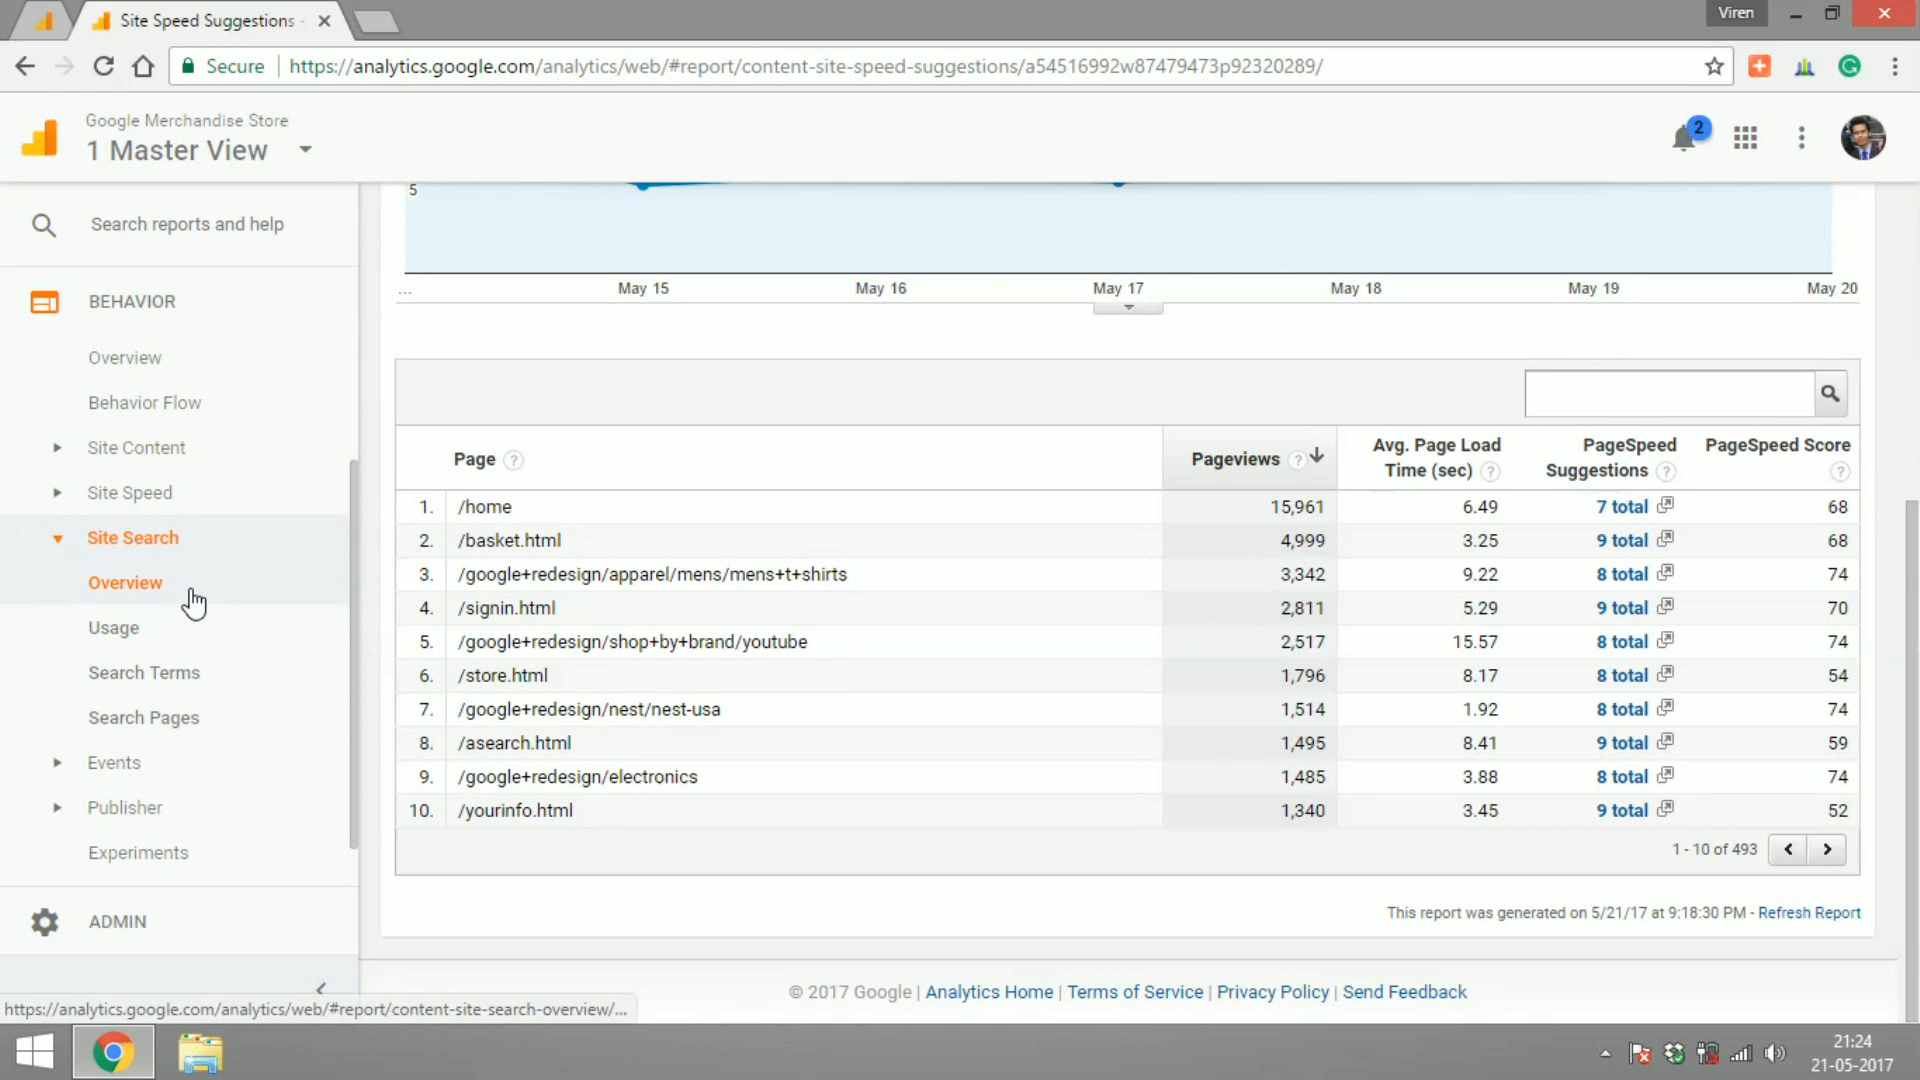 Site Speed Suggestions -
Viren
Secure
https://analytics.google.com/analytics/web/#report/content-site-speed-suggestions/a54516992w87479473p92320289/
Google Merchandise Store
1 Master View
2
Search reports and help
BEHAVIOR
Overview
Behavior Flow
Site Content
Site Speed
Site Search
Overview
Usage
Search Terms
Search Pages
Events
Publisher
Experiments
ADMIN
5
... May 15 May 16 May 17 May 18 May 19 May 20
Page ? Pageviews ? Avg. Page Load Time (sec) ? PageSpeed Suggestions ? PageSpeed Score ?
1. /home 15,961 6.49 7 total 68
2. /basket.html 4,999 3.25 9 total 68
3. /google+redesign/apparel/mens/mens+t+shirts 3,342 9.22 8 total 74
4. /signin.html 2,811 5.29 9 total 70
5. /google+redesign/shop+by+brand/youtube 2,517 15.57 8 total 74
6. /store.html 1,796 8.17 8 total 54
7. /google+redesign/nest/nest-usa 1,514 1.92 8 total 74
8. /asearch.html 1,495 8.41 9 total 59
9. /google+redesign/electronics 1,485 3.88 8 total 74
10. /yourinfo.html 1,340 3.45 9 total 52
1 - 10 of 493
This report was generated on 5/21/17 at 9:18:30 PM - Refresh Report
© 2017 Google | Analytics Home | Terms of Service | Privacy Policy | Send Feedback
https://analytics.google.com/analytics/web/#report/content-site-search-overview/...
21:24
21-05-2017